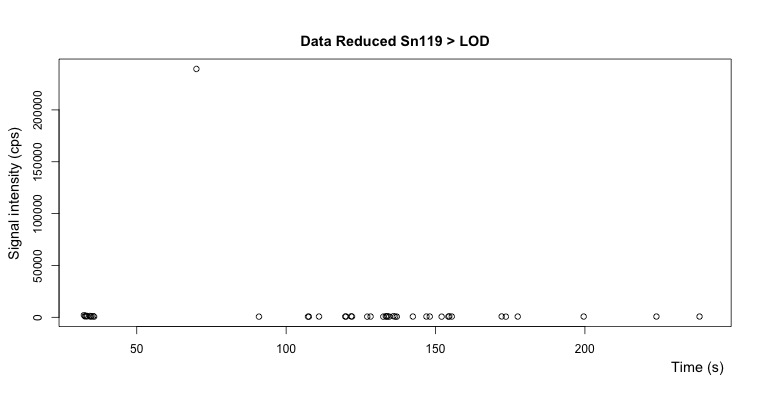 Data Reduced Sn119 > LOD
Signal intensity (cps)
200000
150000
100000
50000
0
50 100 150 200
Time (s)